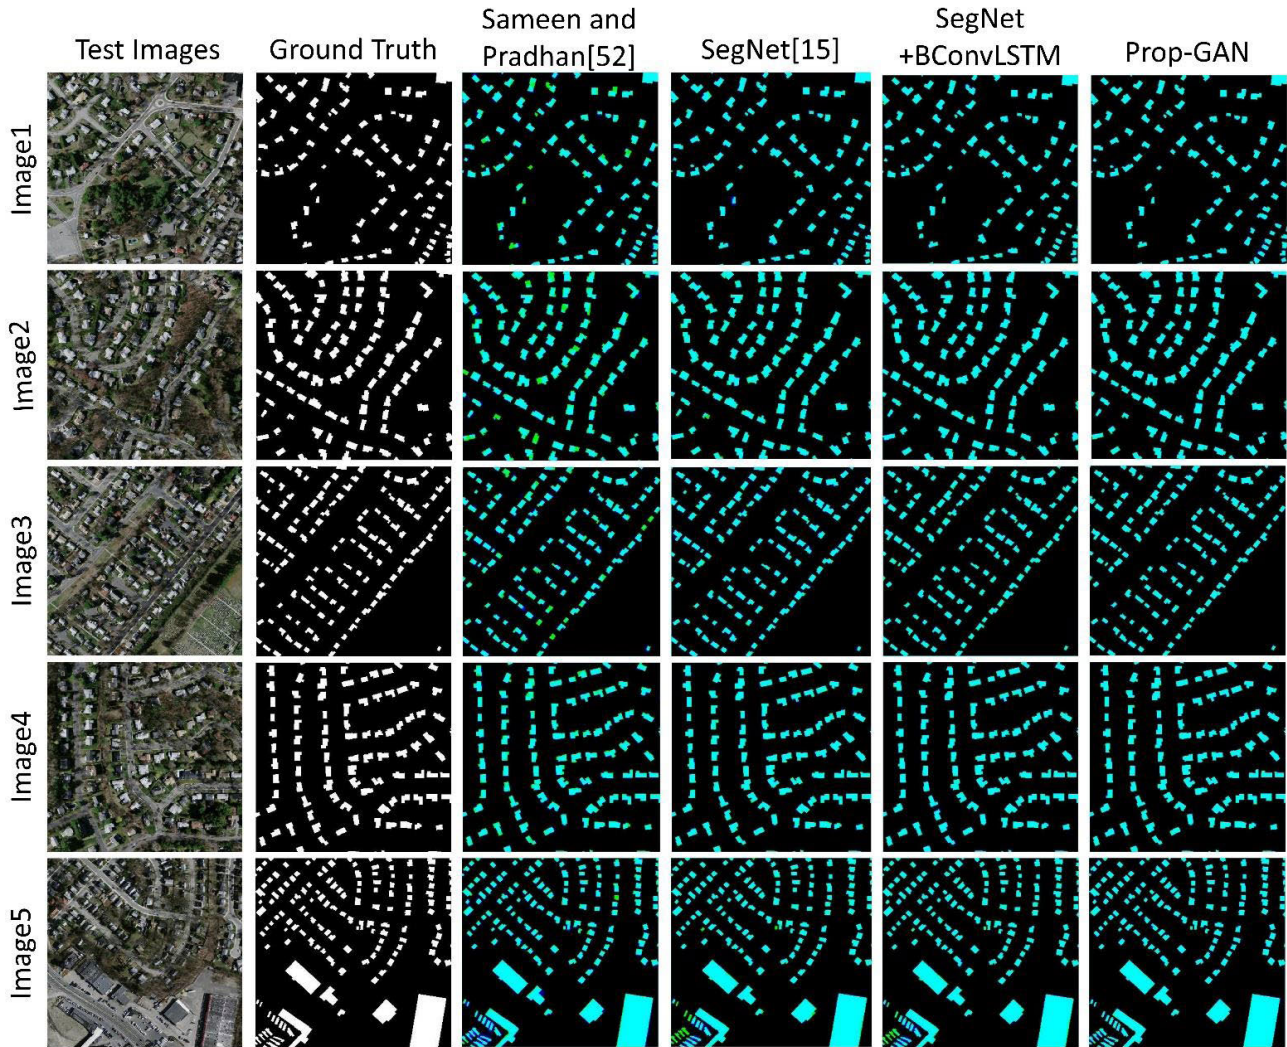 Test Images
Ground Truth
Sameen and
Pradhan[52]
SegNet[15]
SegNet
+BConvLSTM
Prop-GAN
Image1
Image2
Image3
Image4
Image5